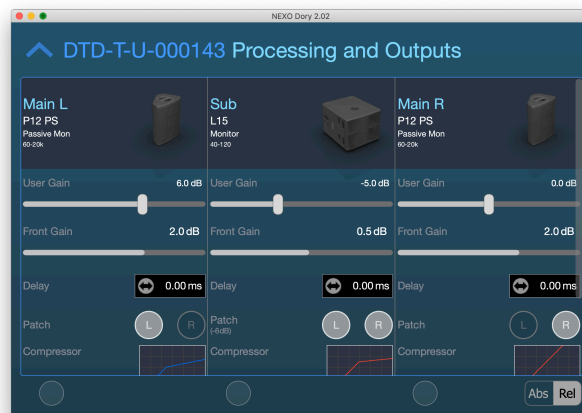 NEXO Dory 2.02
DTD-T-U-000143 Processing and Outputs
Main L
P12 PS
Passive Mon
60-20k
User Gain 6.0 dB
Front Gain 2.0 dB
Delay 0.00 ms
Patch L R
Compressor
Sub
L15
Monitor
40-120
User Gain -5.0 dB
Front Gain 0.5 dB
Delay 0.00 ms
Patch L R
(-6dB)
Compressor
Main R
P12 PS
Passive Mon
60-20k
User Gain 0.0 dB
Front Gain 2.0 dB
Delay 0.00 ms
Patch L R
Compressor
Abs Rel